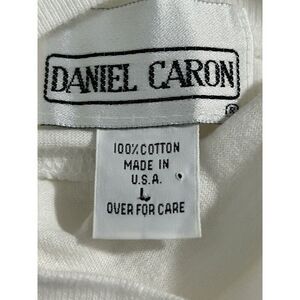 DANIEL CARON
®
100% COTTON
MADE IN
U.S.A.
L
OVER FOR CARE